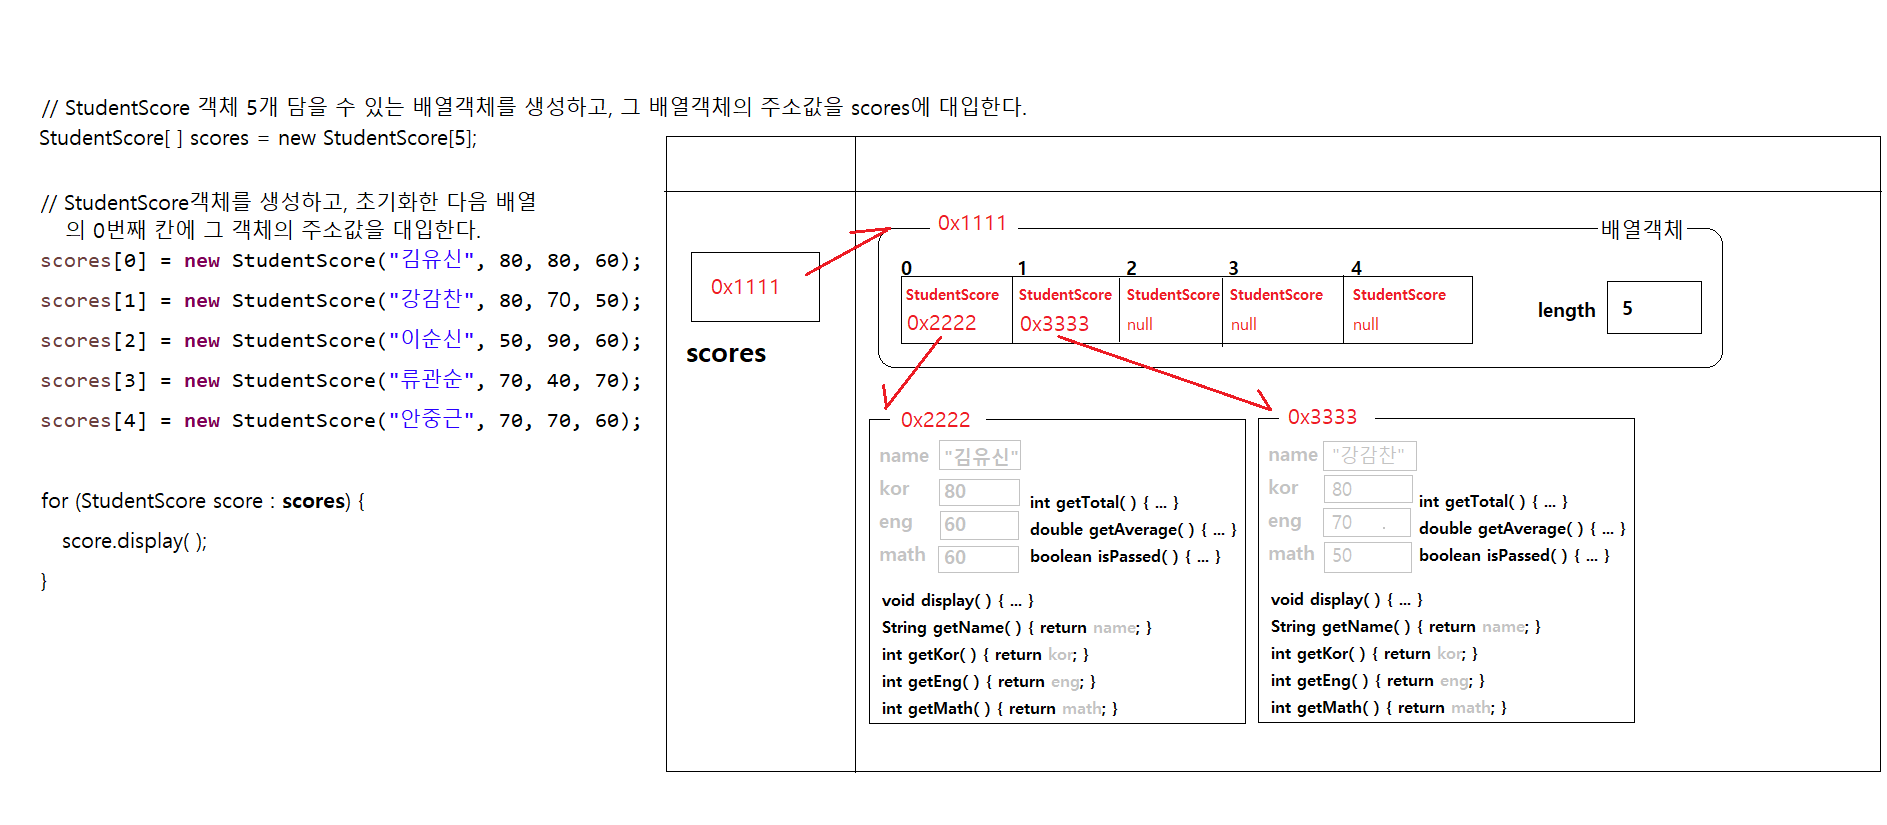 // StudentScore 객체 5개 담을 수 있는 배열객체를 생성하고, 그 배열객체의 주소값을 scores에 대입한다.
StudentScore[ ] scores = new StudentScore[5];
// StudentScore객체를 생성하고, 초기화한 다음 배열
의 0번째 칸에 그 객체의 주소값을 대입한다.
scores[0] = new StudentScore("김유신", 80, 80, 60);
scores[1] = new StudentScore("강감찬", 80, 70, 50);
scores[2] = new StudentScore("이순신", 50, 90, 60);
scores[3] = new StudentScore("류관순", 70, 40, 70);
scores[4] = new StudentScore("안중근", 70, 70, 60);
for (StudentScore score : scores) {
score.display( );
}
0x1111
scores
0x1111
배열객체
0 1 2 3 4
StudentScore StudentScore StudentScore StudentScore StudentScore
0x2222 0x3333 null null null
length 5
0x2222
name "김유신"
kor 80
eng 60
math 60
int getTotal( ) { ... }
double getAverage( ) { ... }
boolean isPassed( ) { ... }
void display( ) { ... }
String getName( ) { return name; }
int getKor( ) { return kor; }
int getEng( ) { return eng; }
int getMath( ) { return math; }
0x3333
name "강감찬"
kor 80
eng 70 .
math 50
int getTotal( ) { ... }
double getAverage( ) { ... }
boolean isPassed( ) { ... }
void display( ) { ... }
String getName( ) { return name; }
int getKor( ) { return kor; }
int getEng( ) { return eng; }
int getMath( ) { return math; }